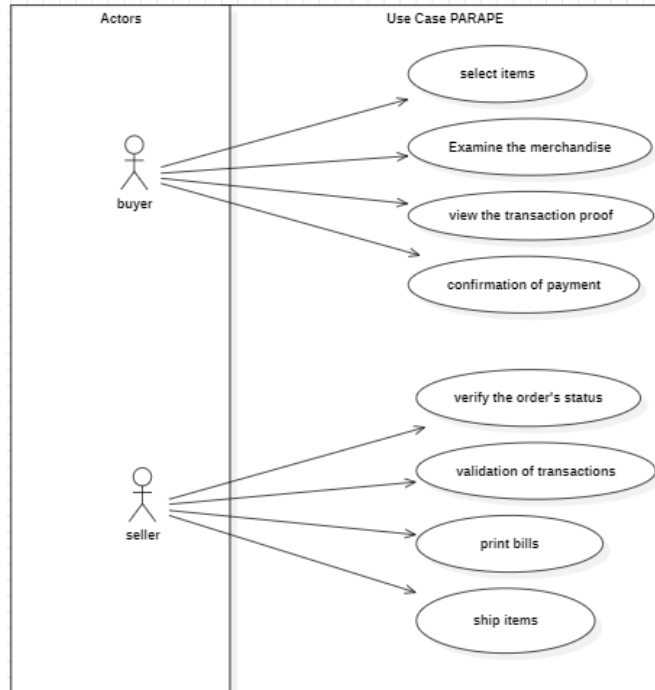 Actors
Use Case PARAPE
select items
Examine the merchandise
buyer
view the transaction proof
confirmation of payment
verify the order's status
validation of transactions
seller
print bills
ship items